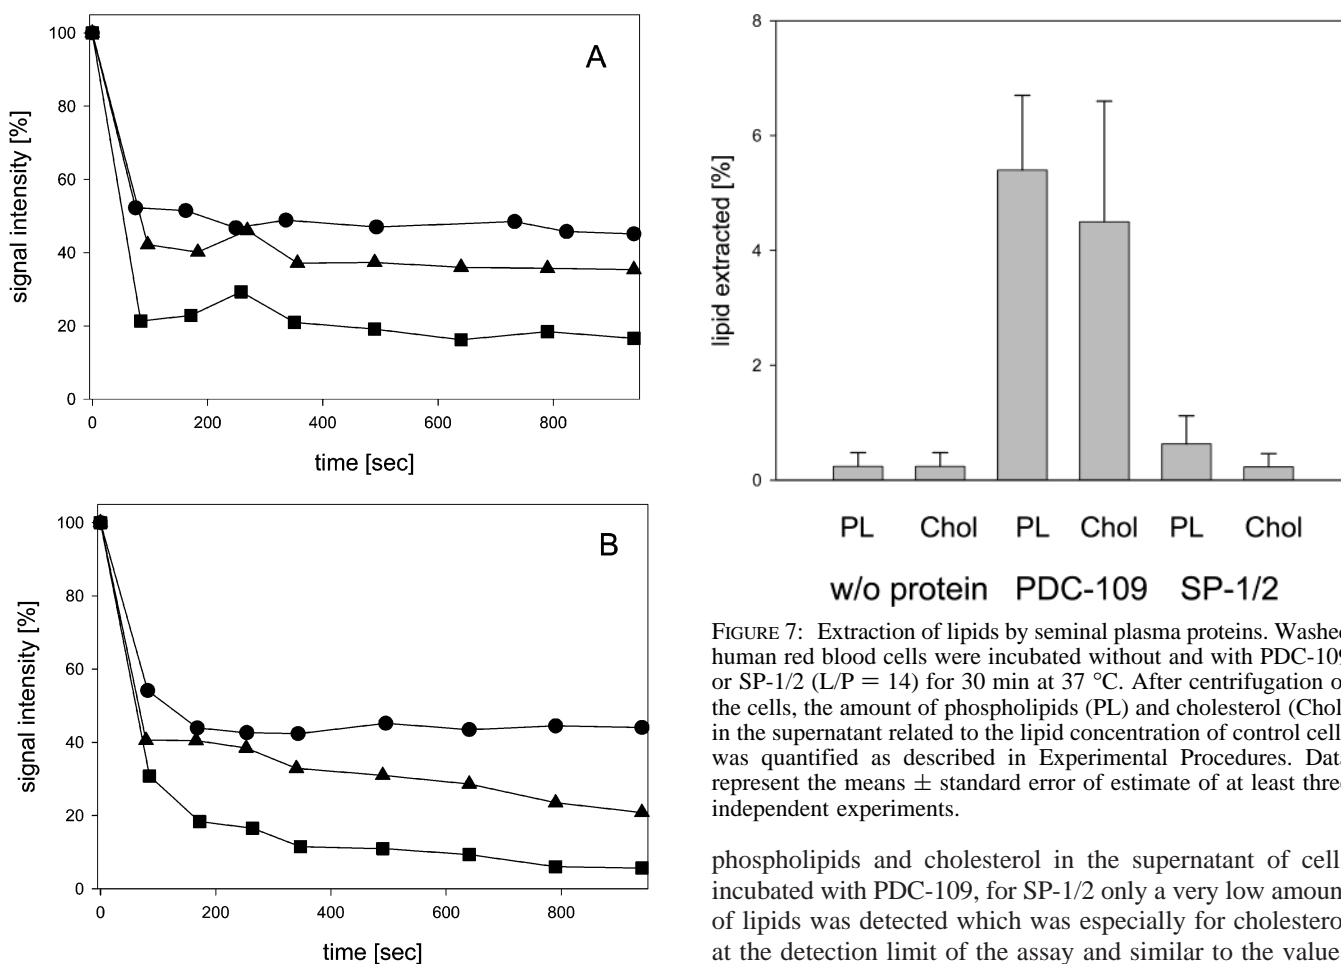 A
signal intensity [%]
100
80
60
40
20
0
0 200 400 600 800
time [sec]
B
signal intensity [%]
100
80
60
40
20
0
0 200 400 600 800
time [sec]
lipid extracted [%]
8
6
4
2
0
PL Chol PL Chol PL Chol
w/o protein PDC-109 SP-1/2
FIGURE 7: Extraction of lipids by seminal plasma proteins. Washed
human red blood cells were incubated without and with PDC-109
or SP-1/2 (L/P = 14) for 30 min at 37 °C. After centrifugation o
the cells, the amount of phospholipids (PL) and cholesterol (Chol
in the supernatant related to the lipid concentration of control cell
was quantified as described in Experimental Procedures. Data
represent the means ± standard error of estimate of at least three
independent experiments.
phospholipids and cholesterol in the supernatant of cell
incubated with PDC-109, for SP-1/2 only a very low amoun
of lipids was detected which was especially for cholestero
at the detection limit of the assay and similar to the value